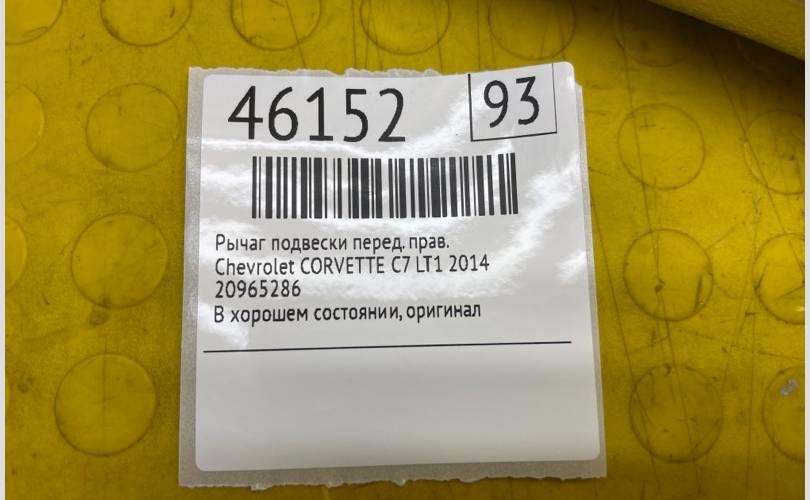 46152 93
Рычаг подвески перед. прав.
Chevrolet CORVETTE C7 LT1 2014
20965286
В хорошем состоянии, оригинал